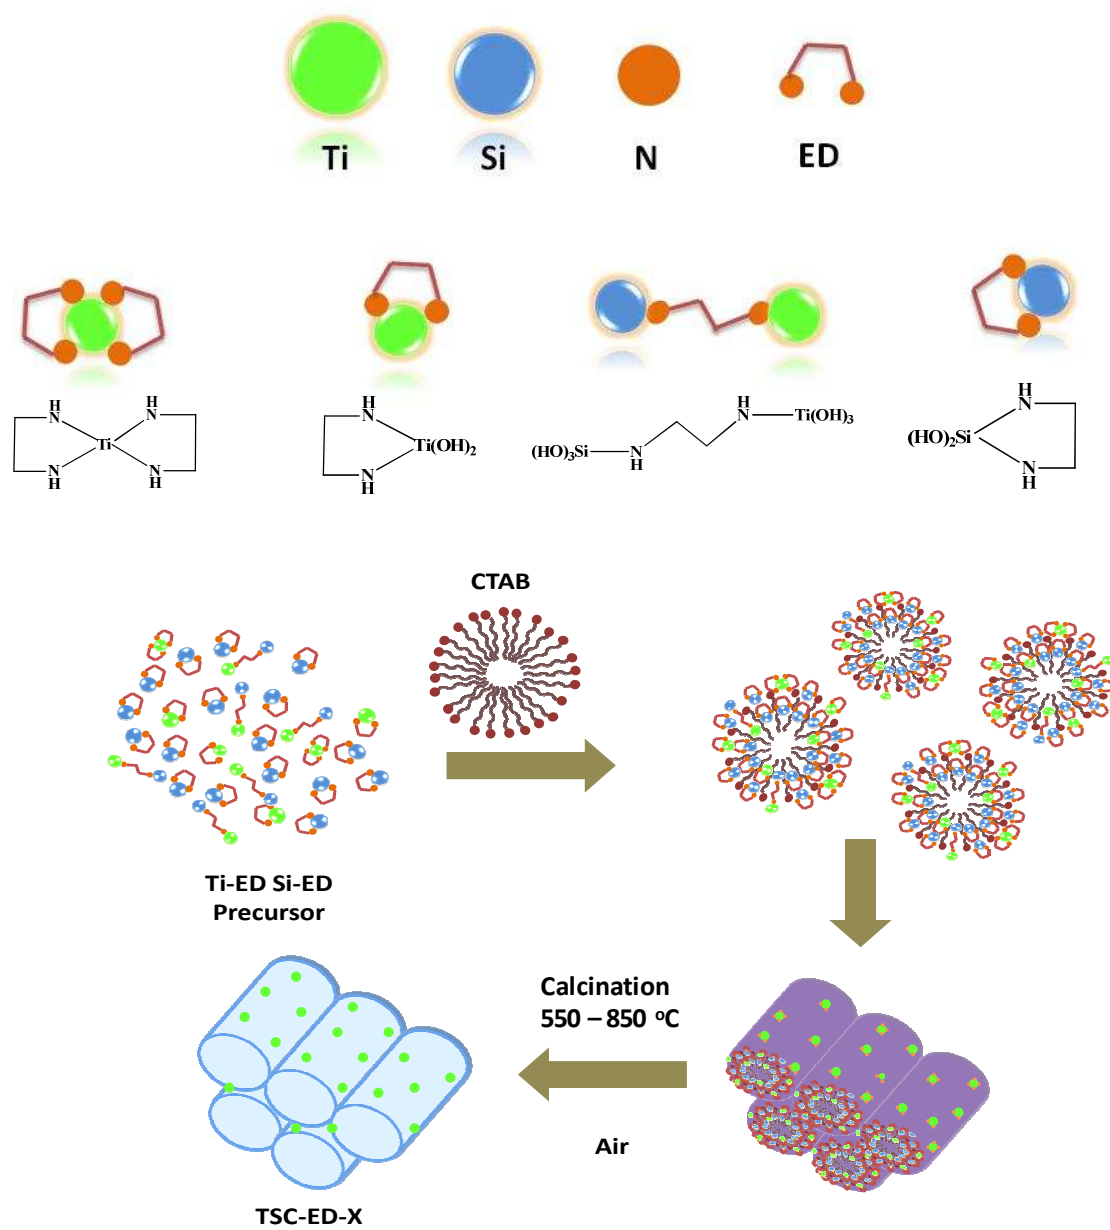 Ti Si N ED
H H
N N
Ti
N N
H H
H
N
Ti(OH)₂
N
H
H
N Ti(OH)₃
(HO)₃Si N
H
H
N
(HO)₂Si
N
H
CTAB
Ti-ED Si-ED
Precursor
Calcination
550 – 850 ᵒC
Air
TSC-ED-X